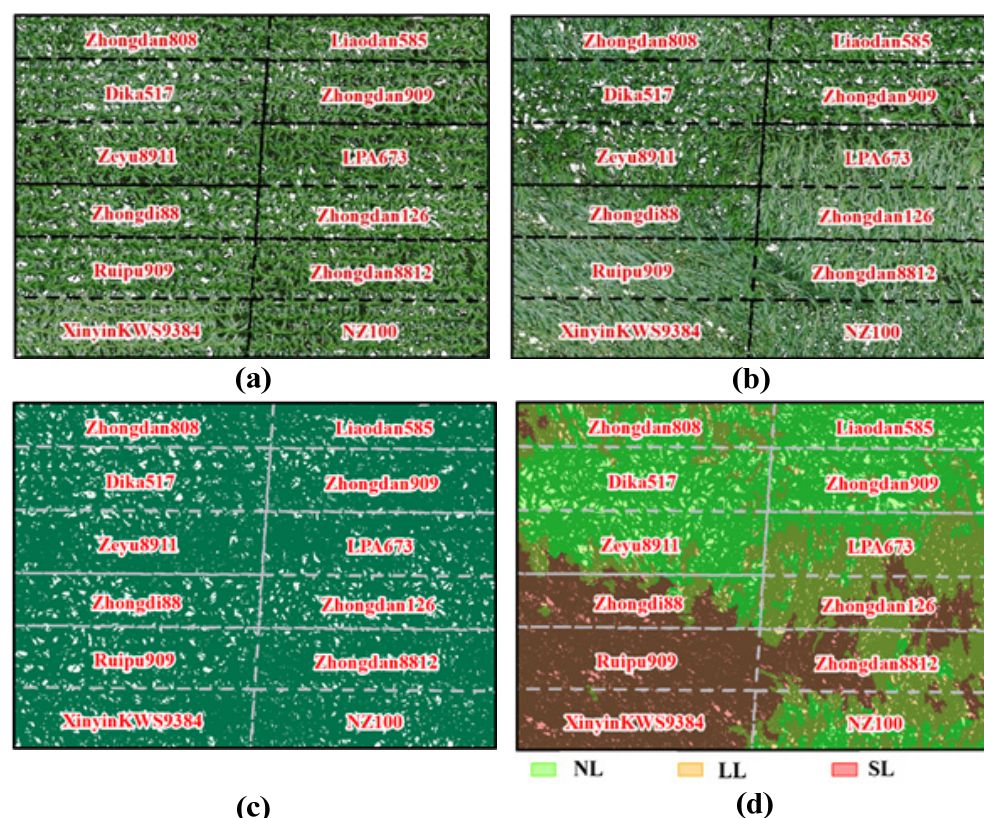 Zhongdan808 Liaodan585
Dika517 Zhongdan909
Zeyu8911 LPA673
Zhongdi88 Zhongdan126
Ruipu909 Zhongdan8812
XinyinKWS9384 NZ100
(a)
Zhongdan808 Liaodan585
Dika517 Zhongdan909
Zeyu8911 LPA673
Zhongdi88 Zhongdan126
Ruipu909 Zhongdan8812
XinyinKWS9384 NZ100
(b)
Zhongdan808 Liaodan585
Dika517 Zhongdan909
Zeyu8911 LPA673
Zhongdi88 Zhongdan126
Ruipu909 Zhongdan8812
XinyinKWS9384 NZ100
(c)
Zhongdan808 Liaodan585
Dika517 Zhongdan909
Zeyu8911 LPA673
Zhongdi88 Zhongdan126
Ruipu909 Zhongdan8812
XinyinKWS9384 NZ100
NL LL SL
(d)